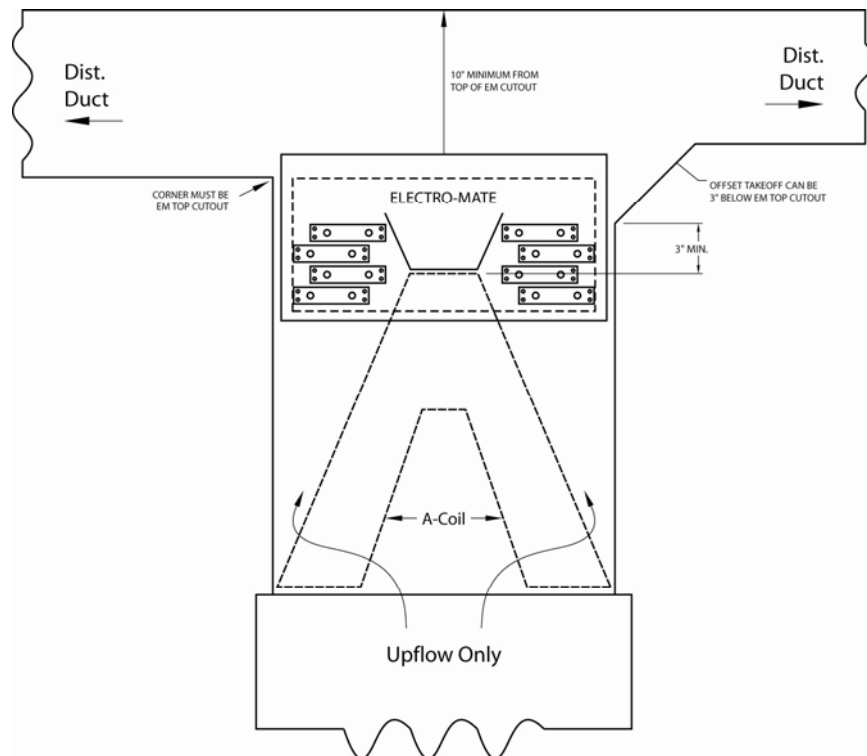 Dist.
Duct
10" MINIMUM FROM
TOP OF EM CUTOUT
Dist.
Duct
CORNER MUST BE
EM TOP CUTOUT
ELECTRO-MATE
OFFSET TAKEOFF CAN BE
3" BELOW EM TOP CUTOUT
3" MIN.
A-Coil
Upflow Only